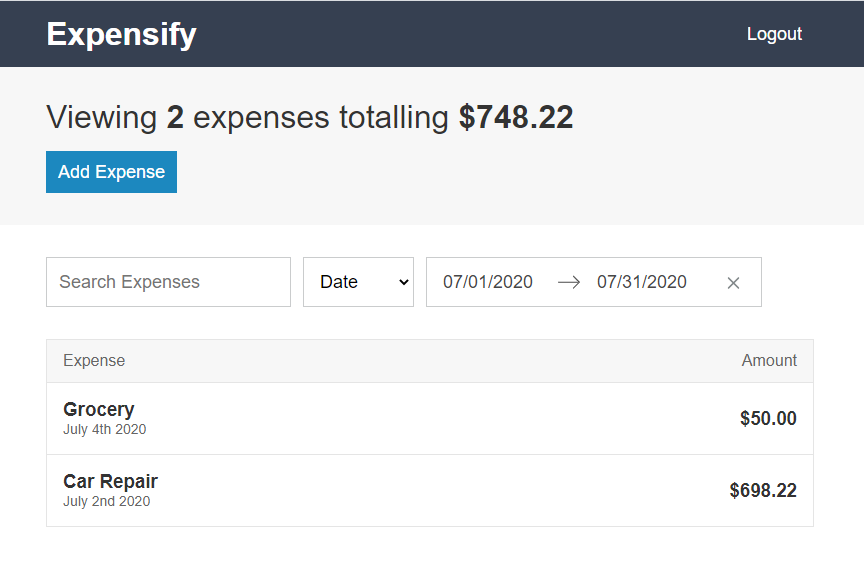 Expensify
Logout
Viewing 2 expenses totalling $748.22
Add Expense
Search Expenses
Date
07/01/2020
07/31/2020
Expense
Amount
Grocery
July 4th 2020
$50.00
Car Repair
July 2nd 2020
$698.22